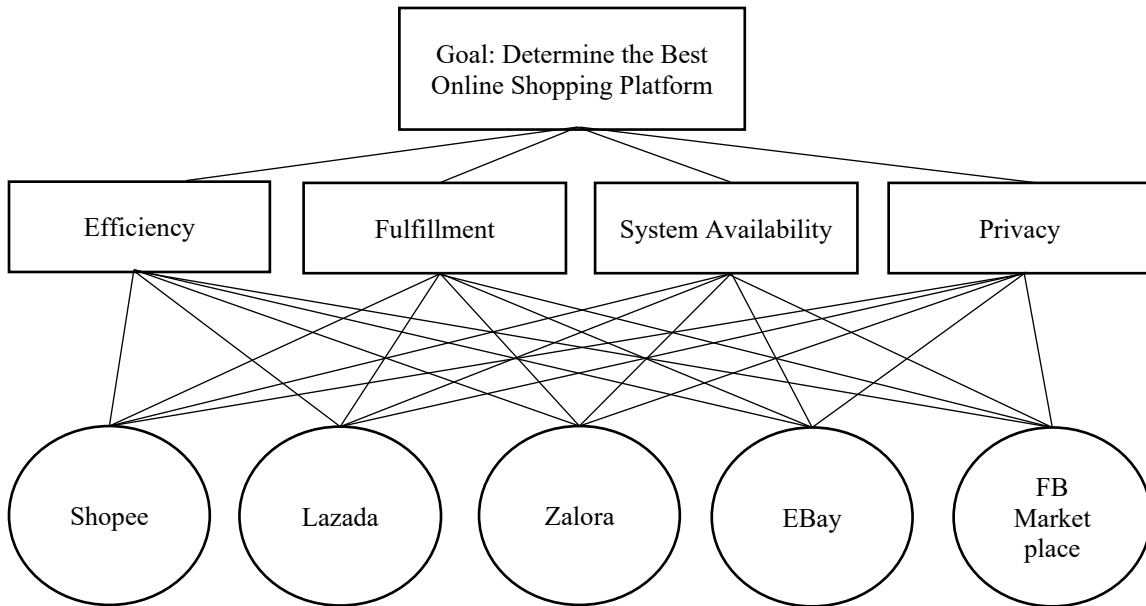 Goal: Determine the Best
Online Shopping Platform
Efficiency
Fulfillment
System Availability
Privacy
Shopee
Lazada
Zalora
EBay
FB
Market
place